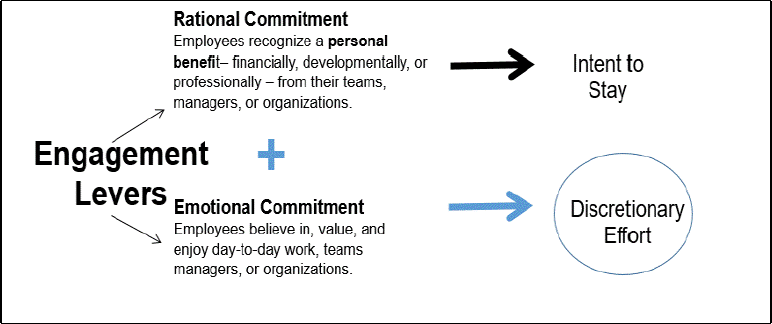 Rational Commitment
Employees recognize a personal
benefit– financially, developmentally, or
professionally – from their teams,
managers, or organizations.
Intent to
Stay
Engagement
Levers
+
Emotional Commitment
Employees believe in, value, and
enjoy day-to-day work, teams
managers, or organizations.
Discretionary
Effort